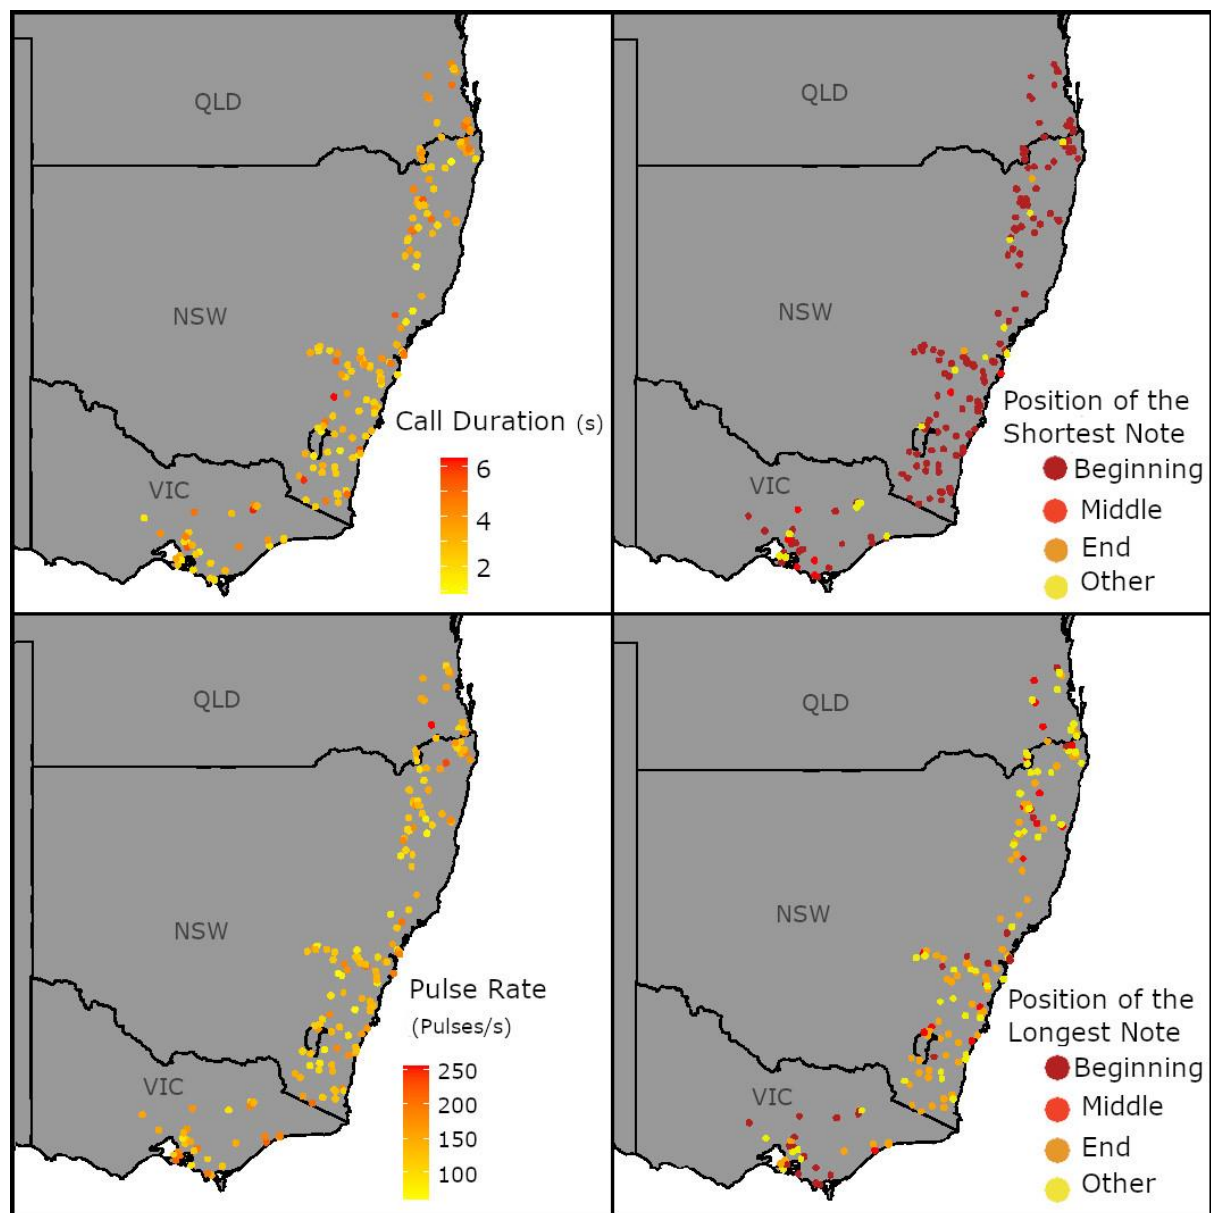 QLD
NSW
VIC
Call Duration (s)
6
4
2
QLD
NSW
VIC
Position of the
Shortest Note
Beginning
Middle
End
Other
QLD
NSW
VIC
Pulse Rate
(Pulses/s)
250
200
150
100
QLD
NSW
VIC
Position of the
Longest Note
Beginning
Middle
End
Other